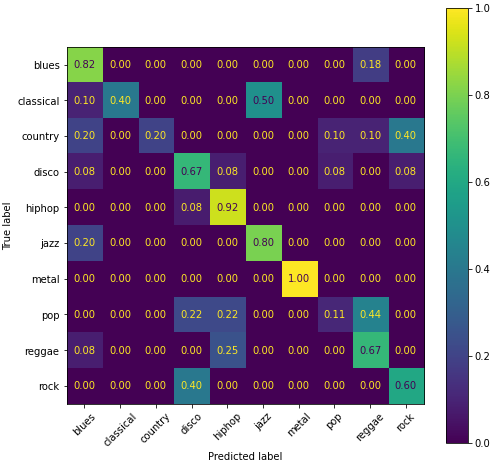 True label
blues 0.82 0.00 0.00 0.00 0.00 0.00 0.00 0.00 0.18 0.00
classical 0.10 0.40 0.00 0.00 0.00 0.50 0.00 0.00 0.00 0.00
country 0.20 0.00 0.20 0.00 0.00 0.00 0.00 0.10 0.10 0.40
disco 0.08 0.00 0.00 0.67 0.08 0.00 0.00 0.08 0.00 0.08
hiphop 0.00 0.00 0.00 0.08 0.92 0.00 0.00 0.00 0.00 0.00
jazz 0.20 0.00 0.00 0.00 0.00 0.80 0.00 0.00 0.00 0.00
metal 0.00 0.00 0.00 0.00 0.00 0.00 1.00 0.00 0.00 0.00
pop 0.00 0.00 0.00 0.22 0.22 0.00 0.00 0.11 0.44 0.00
reggae 0.08 0.00 0.00 0.00 0.25 0.00 0.00 0.00 0.67 0.00
rock 0.00 0.00 0.00 0.40 0.00 0.00 0.00 0.00 0.00 0.60
blues classical country disco hiphop jazz metal pop reggae rock
Predicted label
1.0
0.8
0.6
0.4
0.2
0.0